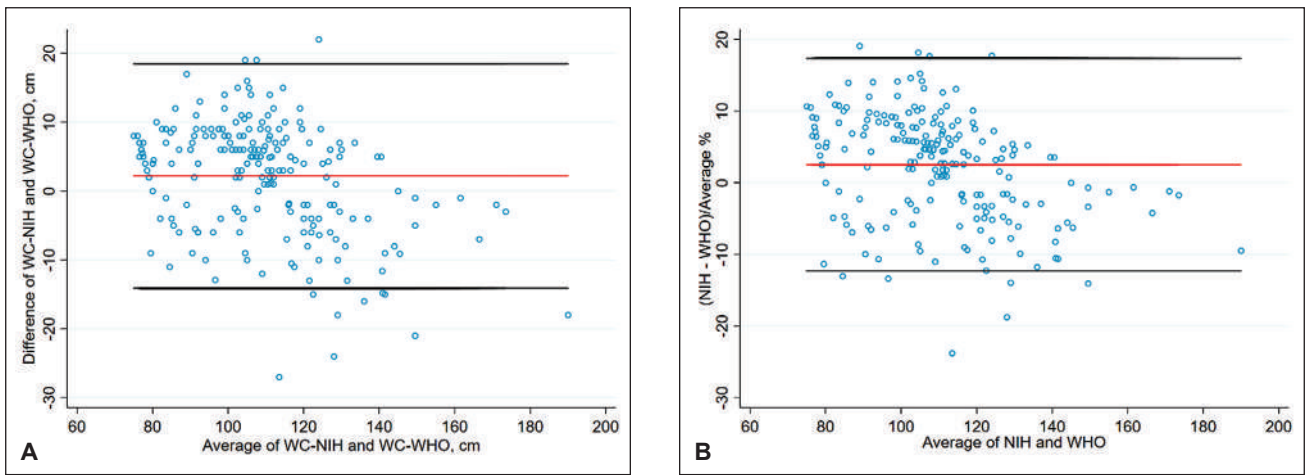 Difference of WC-NIH and WC-WHO, cm
20
10
0
-10
-20
-30
60 80 100 120 140 160 180 200
Average of WC-NIH and WC-WHO, cm
A
(NIH - WHO)/Average %
20
10
0
-10
-20
-30
60 80 100 120 140 160 180 200
Average of NIH and WHO
B